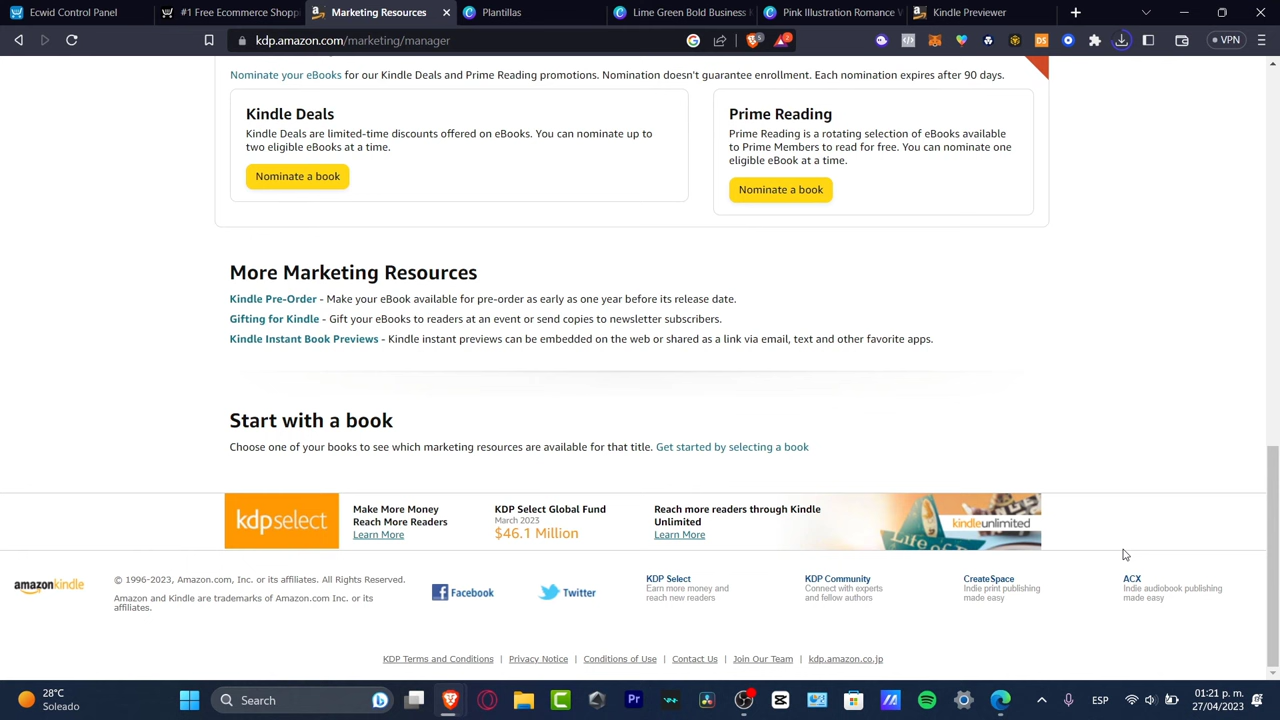 Ecwid Control Panel
#1 Free Ecommerce Shopp
Marketing Resources
Plantillas
Lime Green Bold Business
Pink Illustration Romance
Kindle Previewer
kdp.amazon.com/marketing/manager
5
2
DS
VPN
Nominate your eBooks for our Kindle Deals and Prime Reading promotions. Nomination doesn't guarantee enrollment. Each nomination expires after 90 days.
Kindle Deals
Kindle Deals are limited-time discounts offered on eBooks. You can nominate up to
two eligible eBooks at a time.
Nominate a book
Prime Reading
Prime Reading is a rotating selection of eBooks available
to Prime Members to read for free. You can nominate one
eligible eBook at a time.
Nominate a book
More Marketing Resources
Kindle Pre-Order - Make your eBook available for pre-order as early as one year before its release date.
Gifting for Kindle - Gift your eBooks to readers at an event or send copies to newsletter subscribers.
Kindle Instant Book Previews - Kindle instant previews can be embedded on the web or shared as a link via email, text and other favorite apps.
Start with a book
Choose one of your books to see which marketing resources are available for that title. Get started by selecting a book
kdpselect
Make More Money
Reach More Readers
Learn More
KDP Select Global Fund
March 2023
$46.1 Million
Reach more readers through Kindle
Unlimited
Learn More
Life of
kindleunlimited
amazonkindle
© 1996-2023, Amazon.com, Inc. or its affiliates. All Rights Reserved.
Amazon and Kindle are trademarks of Amazon.com Inc. or its
affiliates.
Facebook
Twitter
KDP Select
Earn more money and
reach new readers
KDP Community
Connect with experts
and fellow authors
CreateSpace
Indie print publishing
made easy
ACX
Indie audiobook publishing
made easy
KDP Terms and Conditions | Privacy Notice | Conditions of Use | Contact Us | Join Our Team | kdp.amazon.co.jp
28°C
Soleado
Search
Pr
ESP
01:21 p. m.
27/04/2023